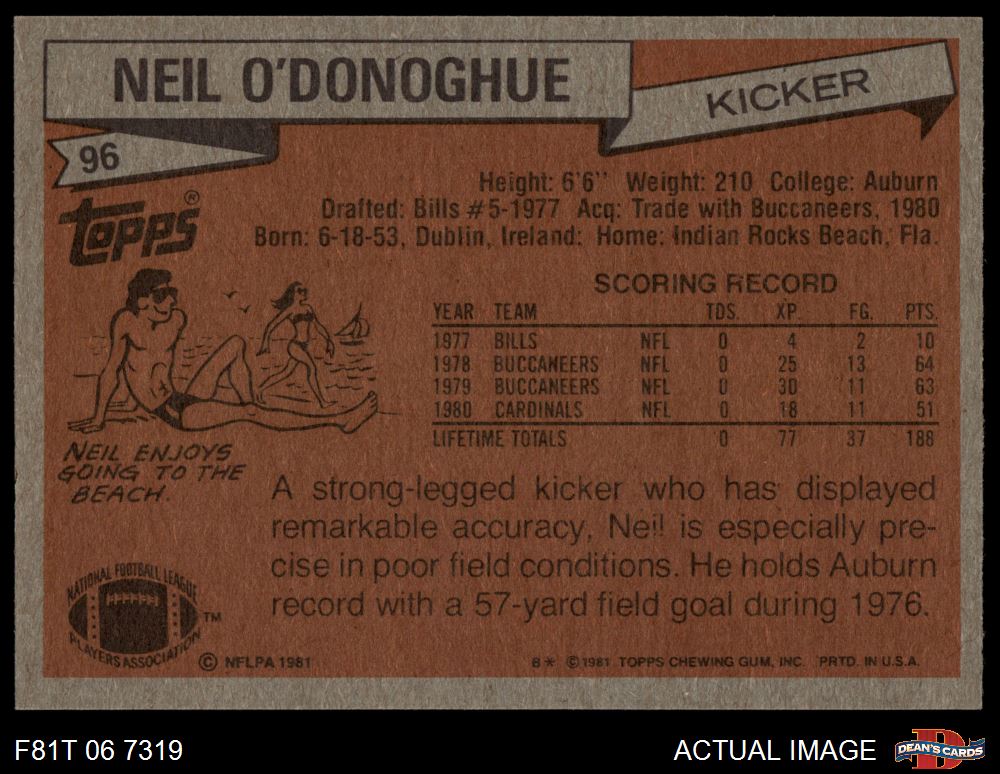 NEIL O'DONOGHUE
KICKER
96
topps®
Height: 6'6" Weight: 210 College: Auburn
Drafted: Bills #5-1977 Acq: Trade with Buccaneers, 1980
Born: 6-18-53, Dublin, Ireland: Home: Indian Rocks Beach, Fla.
SCORING RECORD
YEAR TEAM TDS. XP. FG. PTS.
1977 BILLS NFL 0 4 2 10
1978 BUCCANEERS NFL 0 25 13 64
1979 BUCCANEERS NFL 0 30 11 63
1980 CARDINALS NFL 0 18 11 51
LIFETIME TOTALS 0 77 37 188
NEIL ENJOYS
GOING TO THE
BEACH.
A strong-legged kicker who has displayed
remarkable accuracy, Neil is especially pre-
cise in poor field conditions. He holds Auburn
record with a 57-yard field goal during 1976.
NATIONAL FOOTBALL LEAGUE
PLAYERS ASSOCIATION
TM
© NFLPA 1981
B* © 1981 TOPPS CHEWING GUM, INC. PRTD. IN U.S.A.
F81T 06 7319
ACTUAL IMAGE
D
DEAN'S CARDS